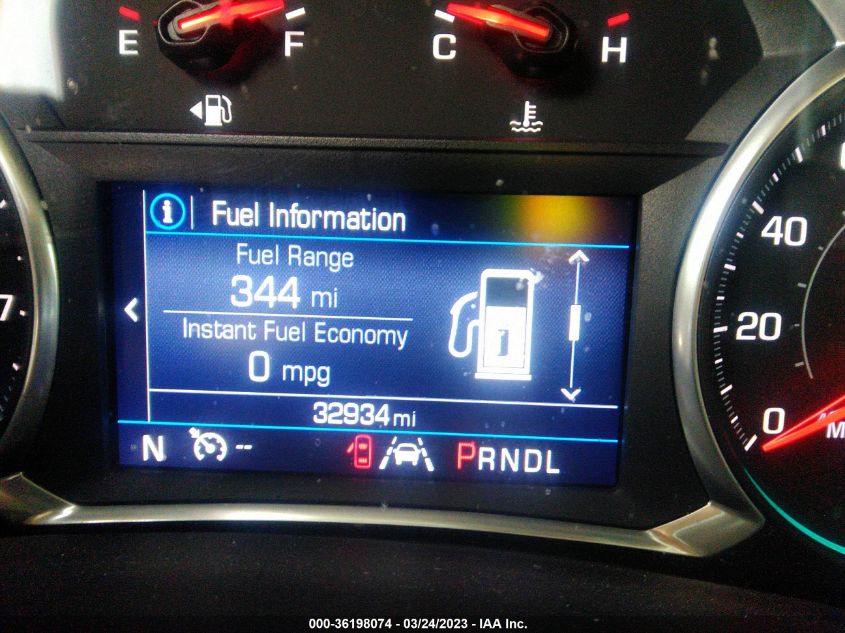 E F C H
Fuel Information
Fuel Range
344 mi
Instant Fuel Economy
0 mpg
32934 mi
N -- PRNDL
7
40
20
0
M
000-36198074 - 03/24/2023 - IAA Inc.